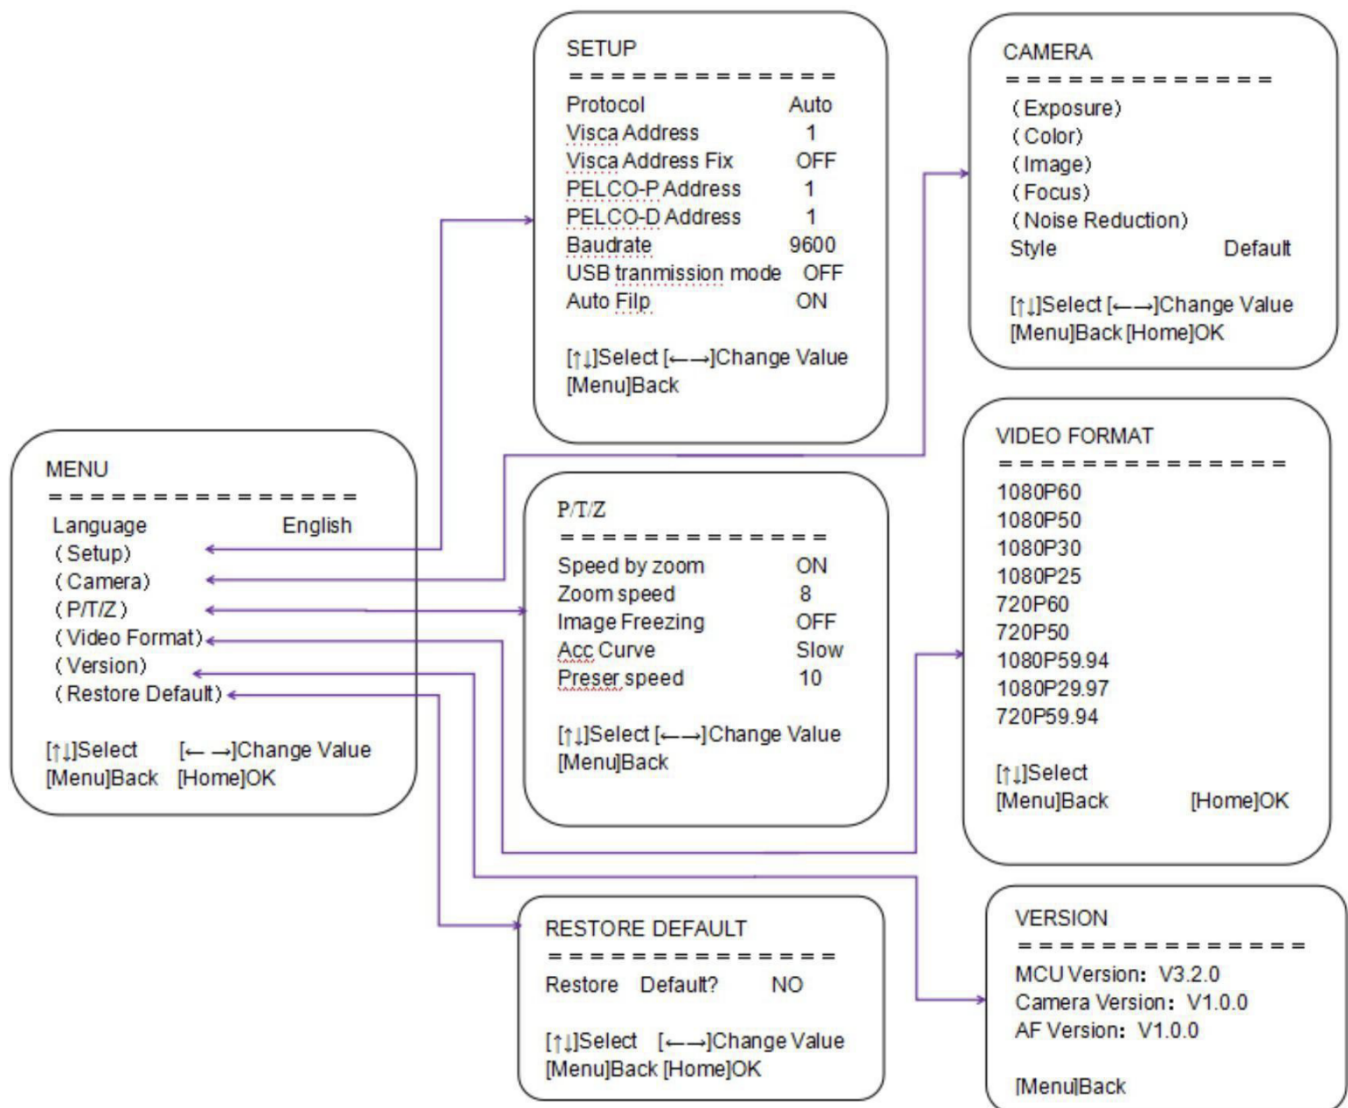 SETUP
= = = = = = = = = = = = = =
Protocol Auto
Visca Address 1
Visca Address Fix OFF
PELCO-P Address 1
PELCO-D Address 1
Baudrate 9600
USB tranmission mode OFF
Auto Filp ON
[↑↓]Select [←→]Change Value
[Menu]Back
CAMERA
= = = = = = = = = = = = = =
(Exposure)
(Color)
(Image)
(Focus)
(Noise Reduction)
Style Default
[↑↓]Select [←→]Change Value
[Menu]Back [Home]OK
MENU
= = = = = = = = = = = = = = = =
Language English
(Setup)
(Camera)
(P/T/Z)
(Video Format)
(Version)
(Restore Default)
[↑↓]Select [← →]Change Value
[Menu]Back [Home]OK
P/T/Z
= = = = = = = = = = = = =
Speed by zoom ON
Zoom speed 8
Image Freezing OFF
Acc Curve Slow
Preser speed 10
[↑↓]Select [←→]Change Value
[Menu]Back
VIDEO FORMAT
= = = = = = = = = = = = = = =
1080P60
1080P50
1080P30
1080P25
720P60
720P50
1080P59.94
1080P29.97
720P59.94
[↑↓]Select
[Menu]Back [Home]OK
RESTORE DEFAULT
= = = = = = = = = = = = = = =
Restore Default? NO
[↑↓]Select [←→]Change Value
[Menu]Back [Home]OK
VERSION
= = = = = = = = = = = = = = =
MCU Version: V3.2.0
Camera Version: V1.0.0
AF Version: V1.0.0
[Menu]Back